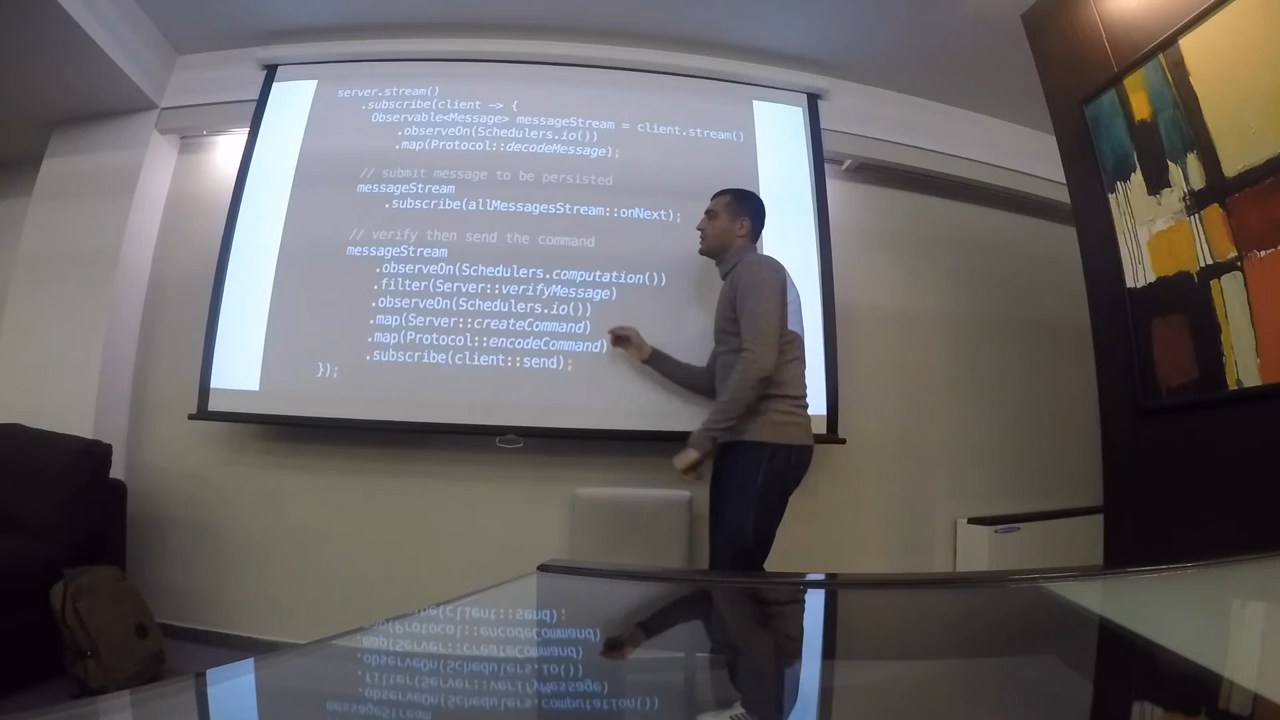 server.stream()
.subscribe(client -> {
Observable<Message> messageStream = client.stream()
.observeOn(Schedulers.io())
.map(Protocol::decodeMessage);
// submit message to be persisted
messageStream
.subscribe(allMessagesStream::onNext);
// verify then send the command
messageStream
.observeOn(Schedulers.computation())
.filter(Server::verifyMessage)
.observeOn(Schedulers.io())
.map(Server::createCommand)
.map(Protocol::encodeCommand)
.subscribe(client::send);
});